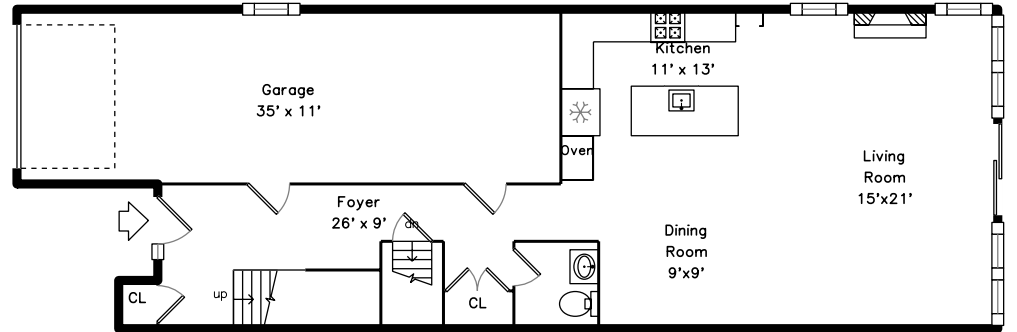 Kitchen
11' x 13'
Garage
35' x 11'
Oven
Living
Room
15'x21'
Foyer
26' x 9'
dn
Dining
Room
9'x9'
up
CL
CL